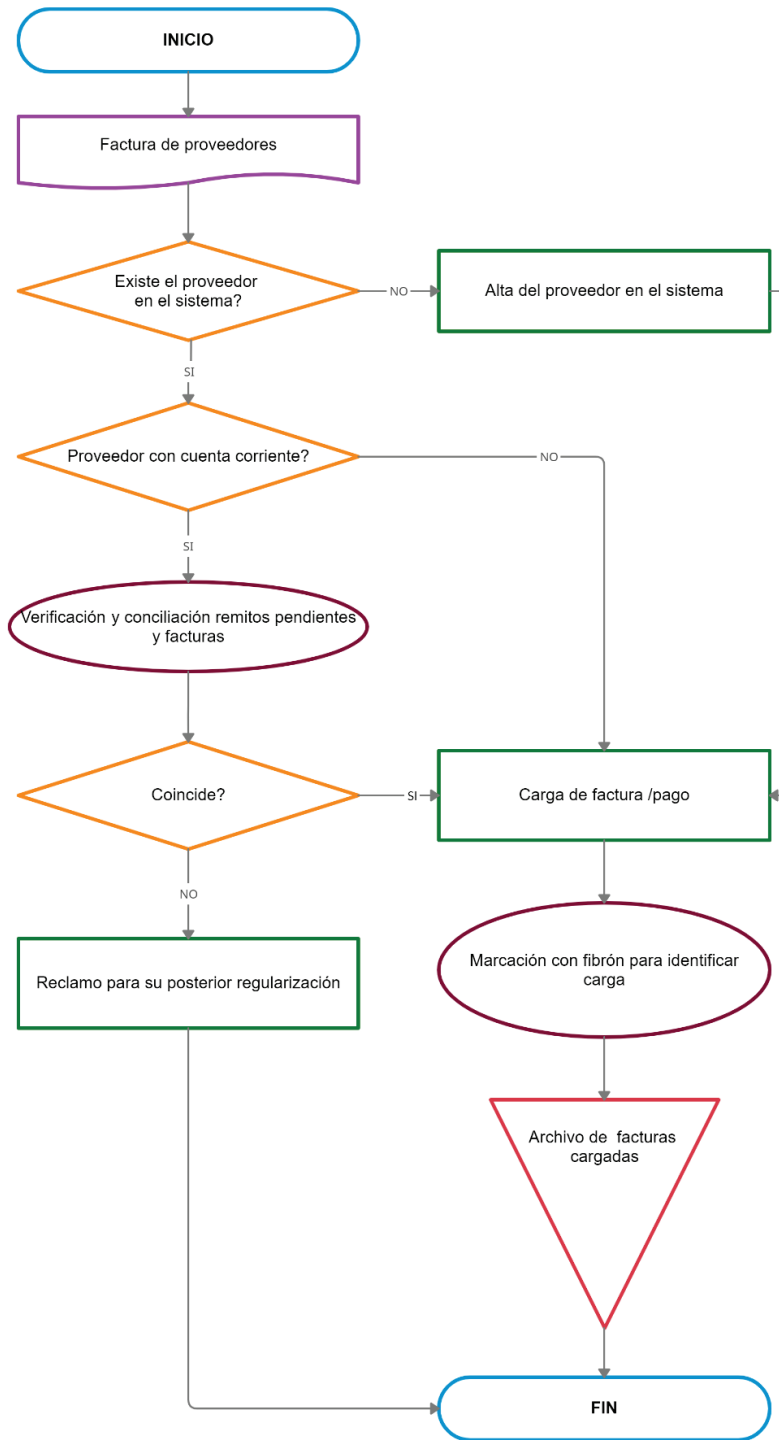 INICIO
Factura de proveedores
Existe el proveedor
en el sistema?
NO
Alta del proveedor en el sistema
SI
Proveedor con cuenta corriente?
NO
SI
Verificación y conciliación remitos pendientes
y facturas
Coincide?
SI
Carga de factura /pago
NO
Reclamo para su posterior regularización
Marcación con fibrón para identificar
carga
Archivo de facturas
cargadas
FIN